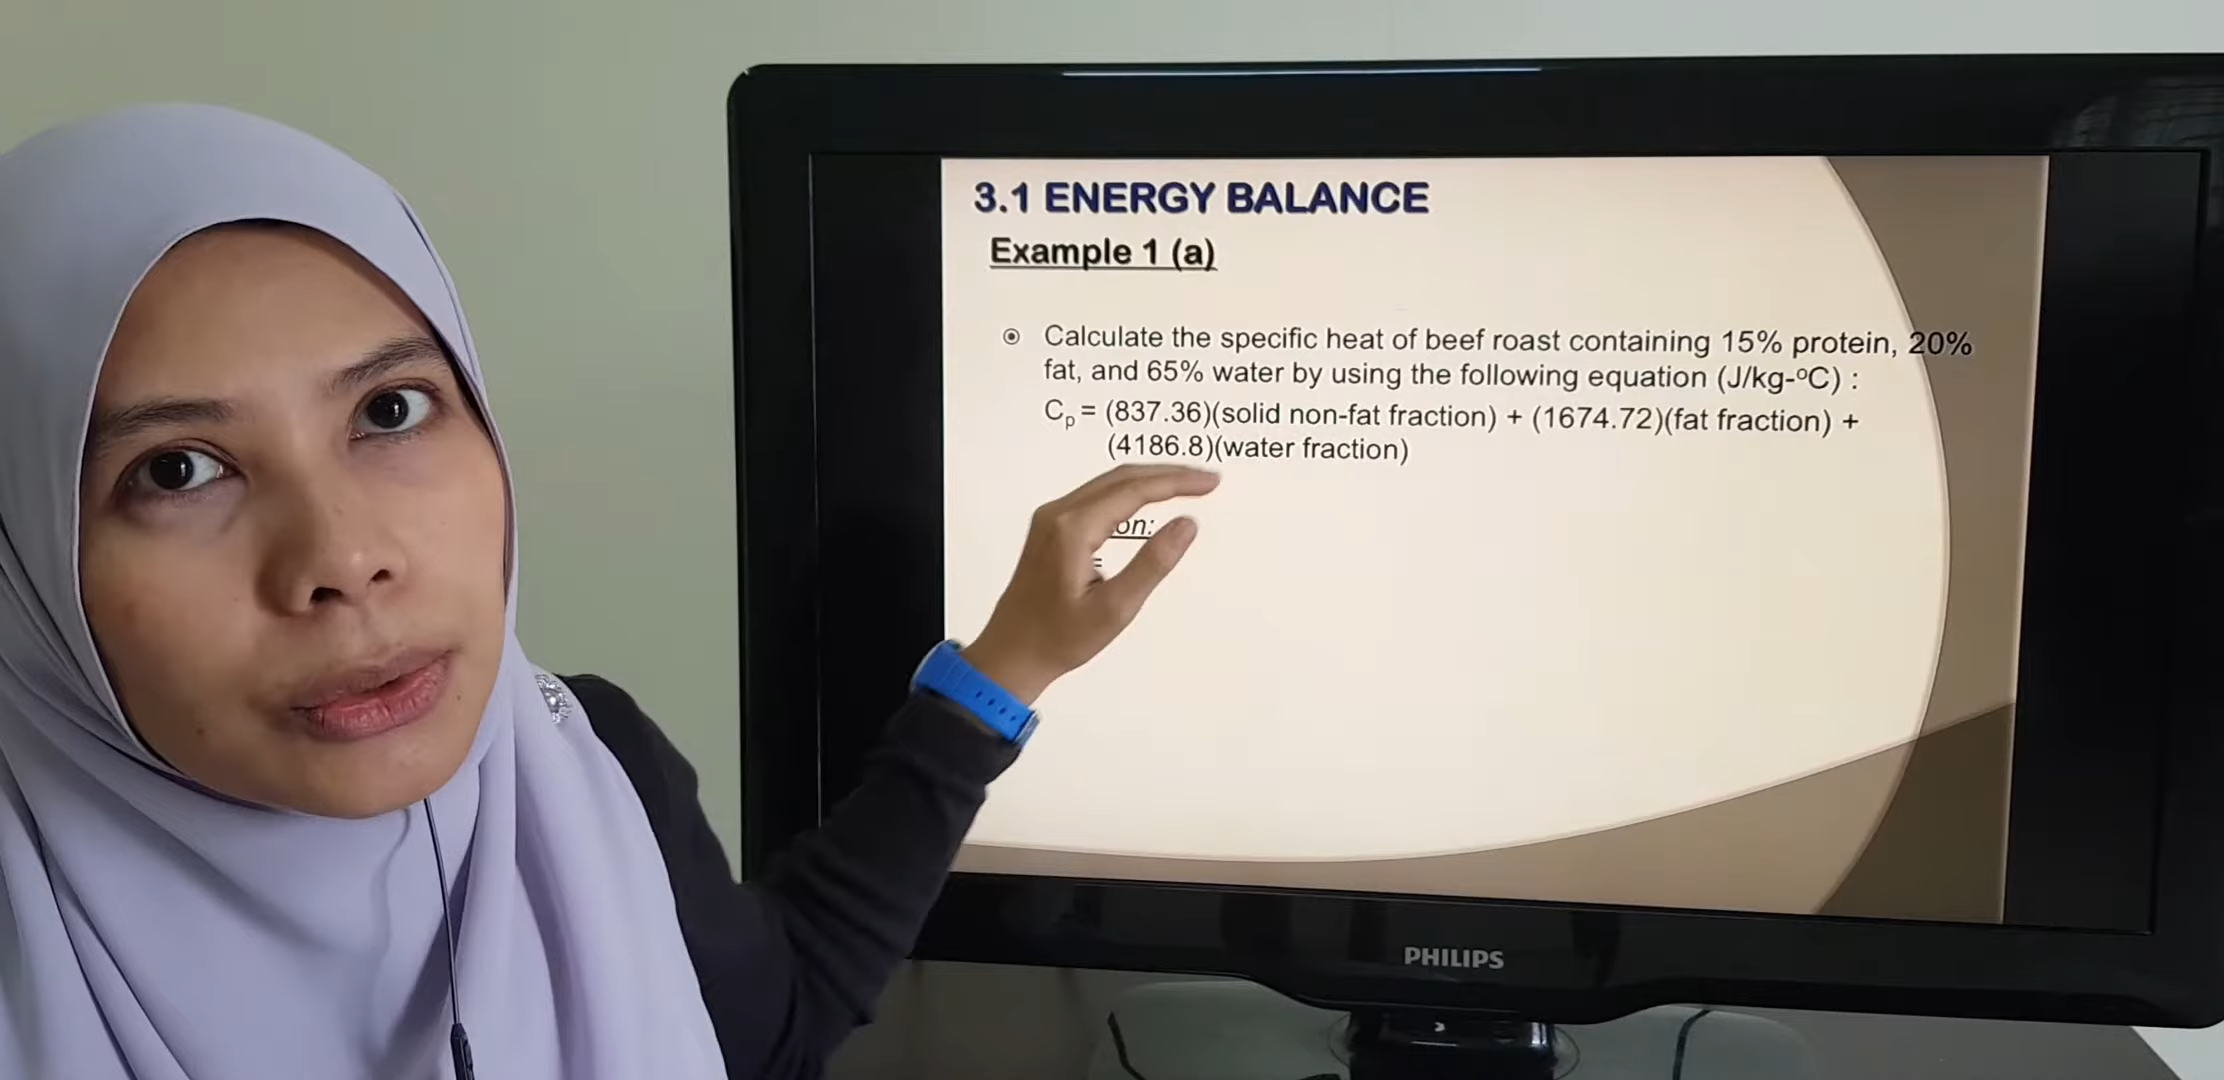 3.1 ENERGY BALANCE
Example 1 (a)
Calculate the specific heat of beef roast containing 15% protein, 20%
fat, and 65% water by using the following equation (J/kg-ºC) :
Cp = (837.36)(solid non-fat fraction) + (1674.72)(fat fraction) +
(4186.8)(water fraction)
on:
=
PHILIPS